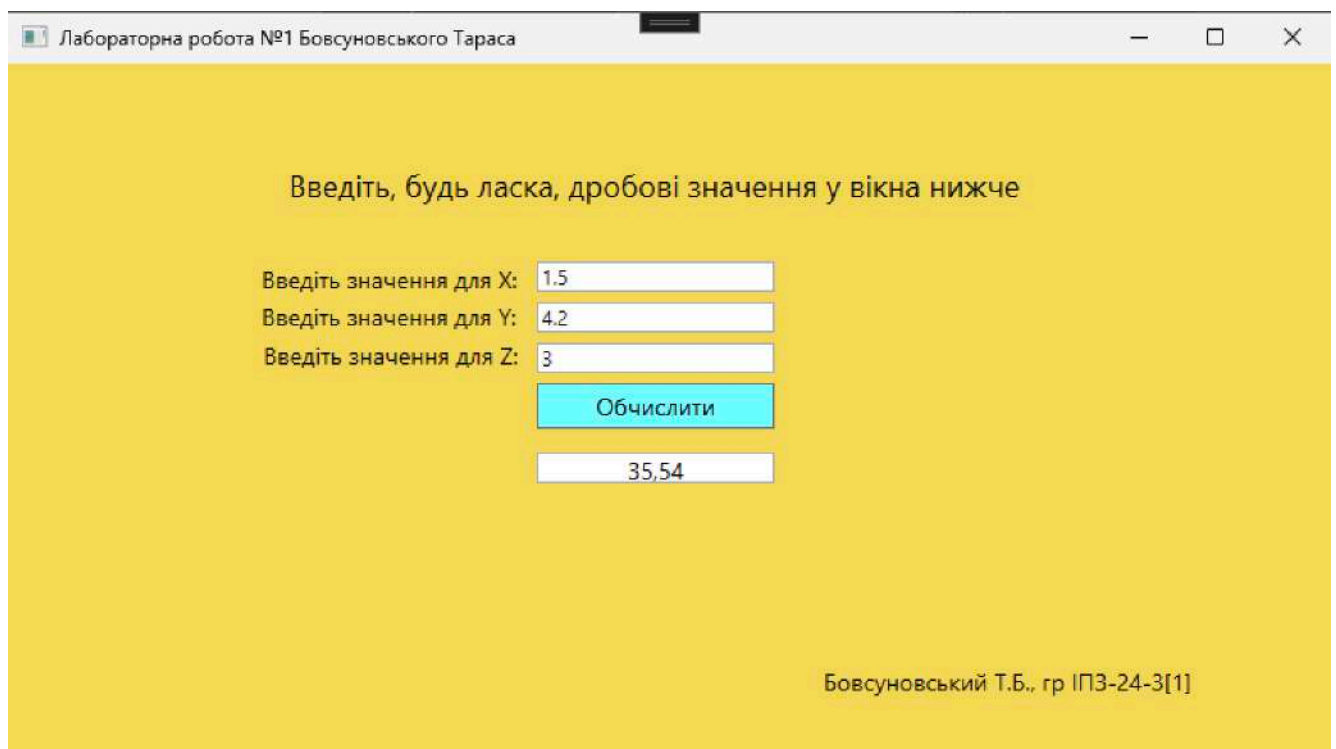 Лабораторна робота №1 Бовсуновського Тараса
Введіть, будь ласка, дробові значення у вікна нижче
Введіть значення для X: 1.5
Введіть значення для Y: 4.2
Введіть значення для Z: 3
Обчислити
35,54
Бовсуновський Т.Б., гр ІПЗ-24-3[1]